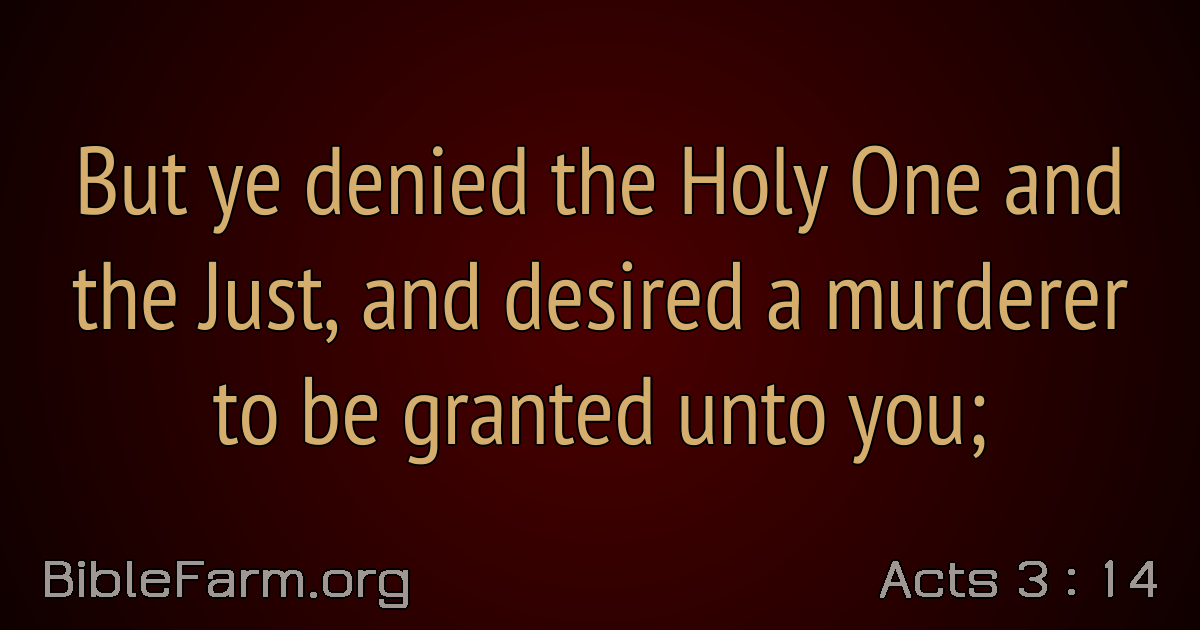 But ye denied the Holy One and
the Just, and desired a murderer
to be granted unto you;
BibleFarm.org
Acts 3 : 14